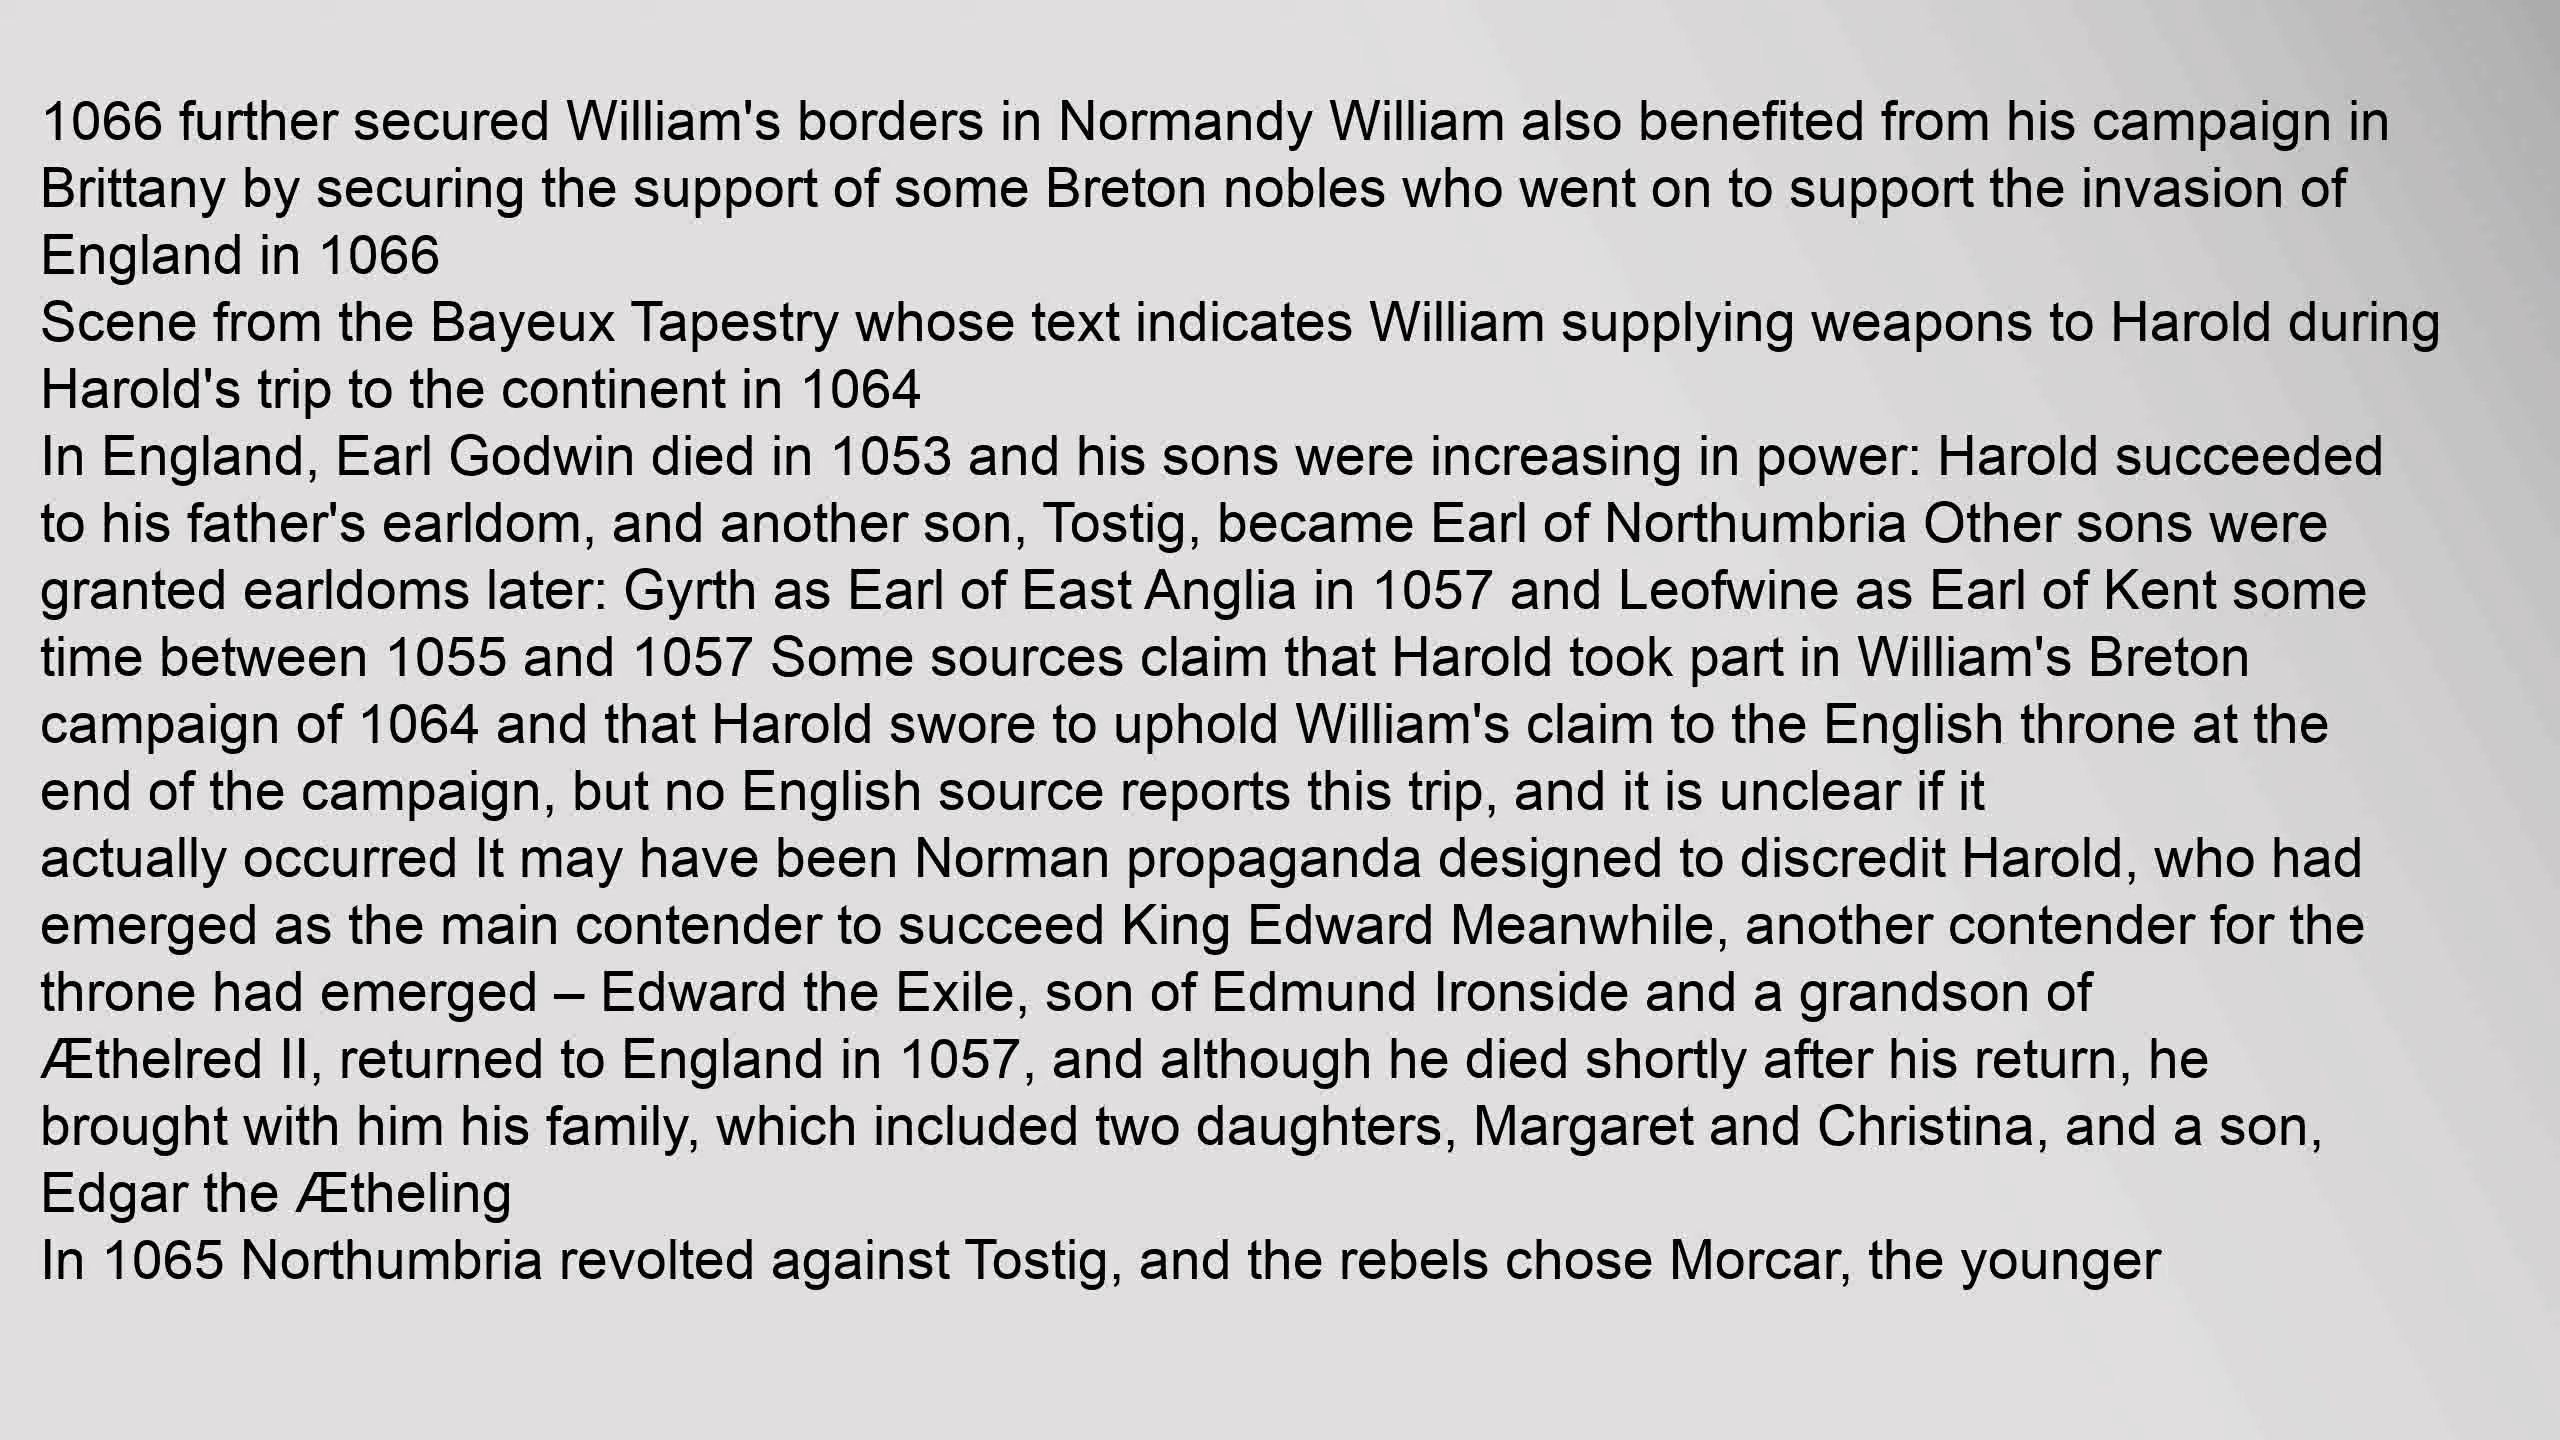 1066 further secured William's borders in Normandy William also benefited from his campaign in
Brittany by securing the support of some Breton nobles who went on to support the invasion of
England in 1066
Scene from the Bayeux Tapestry whose text indicates William supplying weapons to Harold during
Harold's trip to the continent in 1064
In England, Earl Godwin died in 1053 and his sons were increasing in power: Harold succeeded
to his father's earldom, and another son, Tostig, became Earl of Northumbria Other sons were
granted earldoms later: Gyrth as Earl of East Anglia in 1057 and Leofwine as Earl of Kent some
time between 1055 and 1057 Some sources claim that Harold took part in William's Breton
campaign of 1064 and that Harold swore to uphold William's claim to the English throne at the
end of the campaign, but no English source reports this trip, and it is unclear if it
actually occurred It may have been Norman propaganda designed to discredit Harold, who had
emerged as the main contender to succeed King Edward Meanwhile, another contender for the
throne had emerged – Edward the Exile, son of Edmund Ironside and a grandson of
Æthelred II, returned to England in 1057, and although he died shortly after his return, he
brought with him his family, which included two daughters, Margaret and Christina, and a son,
Edgar the Ætheling
In 1065 Northumbria revolted against Tostig, and the rebels chose Morcar, the younger